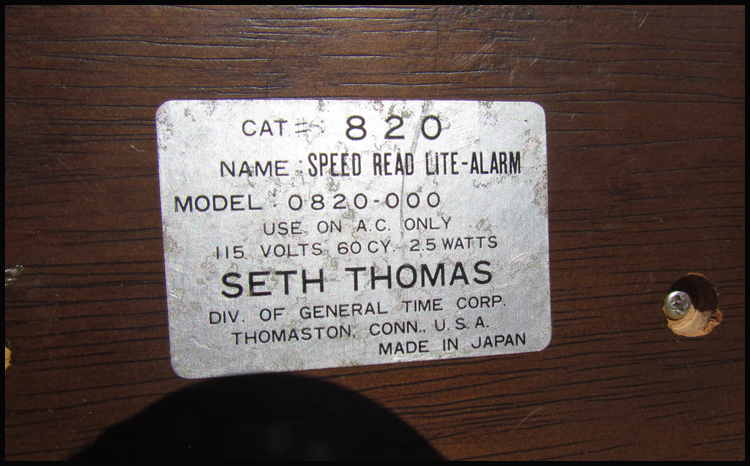 CAT# 820
NAME: SPEED READ LITE-ALARM
MODEL: 0820-000
USE ON A.C. ONLY
115 VOLTS 60 CY. 2.5 WATTS
SETH THOMAS
DIV. OF GENERAL TIME CORP.
THOMASTON, CONN., U.S.A.
MADE IN JAPAN